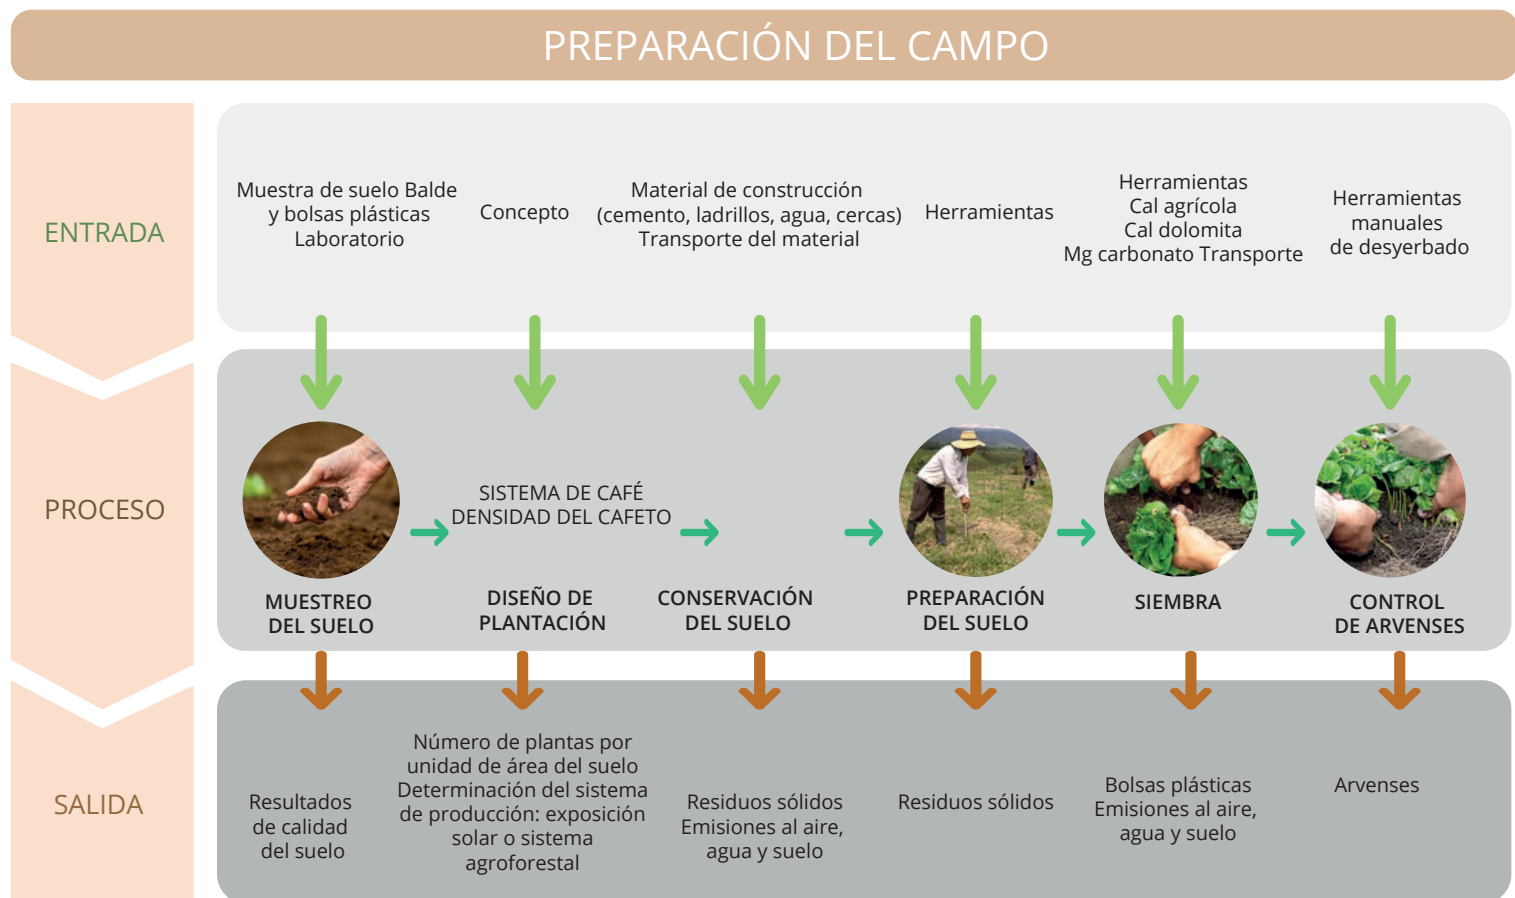 PREPARACIÓN DEL CAMPO
ENTRADA
Muestra de suelo Balde
y bolsas plásticas
Laboratorio
Concepto
Material de construcción
(cemento, ladrillos, agua, cercas)
Transporte del material
Herramientas
Herramientas
Cal agrícola
Cal dolomita
Mg carbonato Transporte
Herramientas
manuales
de desyerbado
PROCESO
SISTEMA DE CAFÉ
DENSIDAD DEL CAFETO
MUESTREO
DEL SUELO
DISEÑO DE
PLANTACIÓN
CONSERVACIÓN
DEL SUELO
PREPARACIÓN
DEL SUELO
SIEMBRA
CONTROL
DE ARVENSES
SALIDA
Resultados
de calidad
del suelo
Número de plantas por
unidad de área del suelo
Determinación del sistema
de producción: exposición
solar o sistema
agroforestal
Residuos sólidos
Emisiones al aire,
agua y suelo
Residuos sólidos
Bolsas plásticas
Emisiones al aire,
agua y suelo
Arvenses